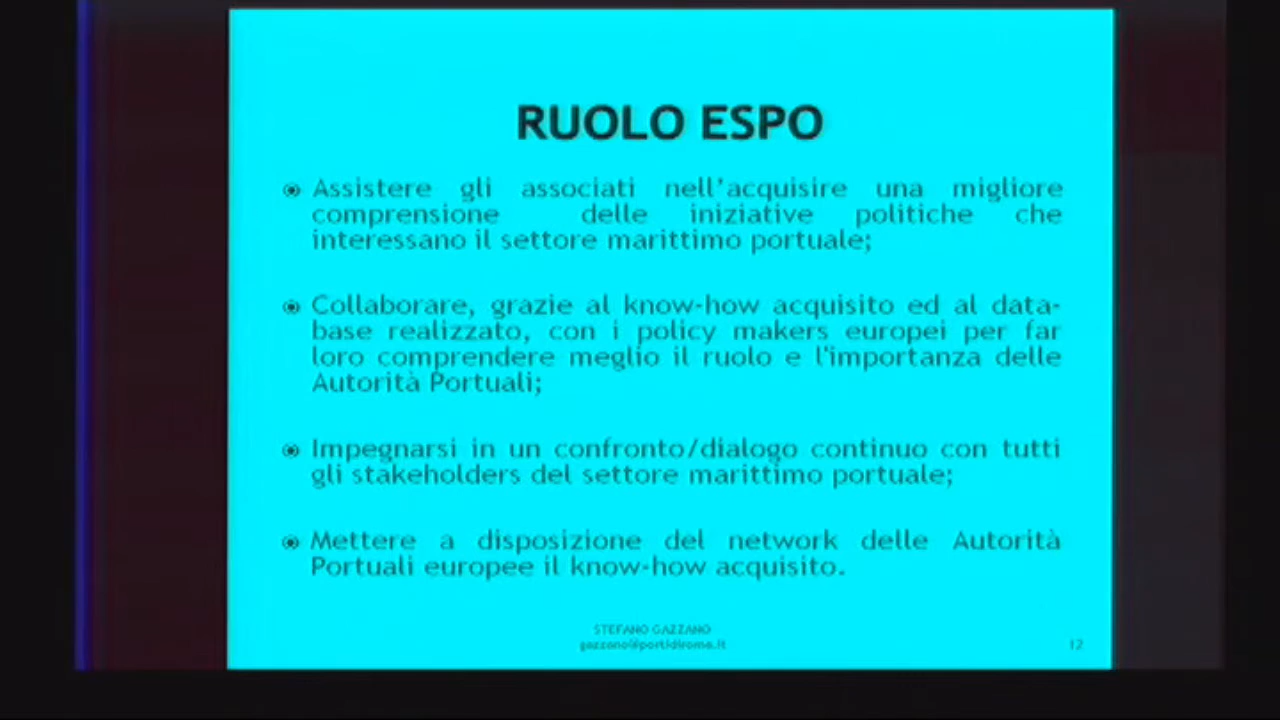 RUOLO ESPO
Assistere gli associati nell'acquisire una migliore
comprensione delle iniziative politiche che
interessano il settore marittimo portuale;
Collaborare, grazie al know-how acquisito ed al data-
base realizzato, con i policy makers europei per far
loro comprendere meglio il ruolo e l'importanza delle
Autorità Portuali;
Impegnarsi in un confronto/dialogo continuo con tutti
gli stakeholders del settore marittimo portuale;
Mettere a disposizione del network delle Autorità
Portuali europee il know-how acquisito.
STEFANO GAZZANO
gazzano@portidiroma.it
12